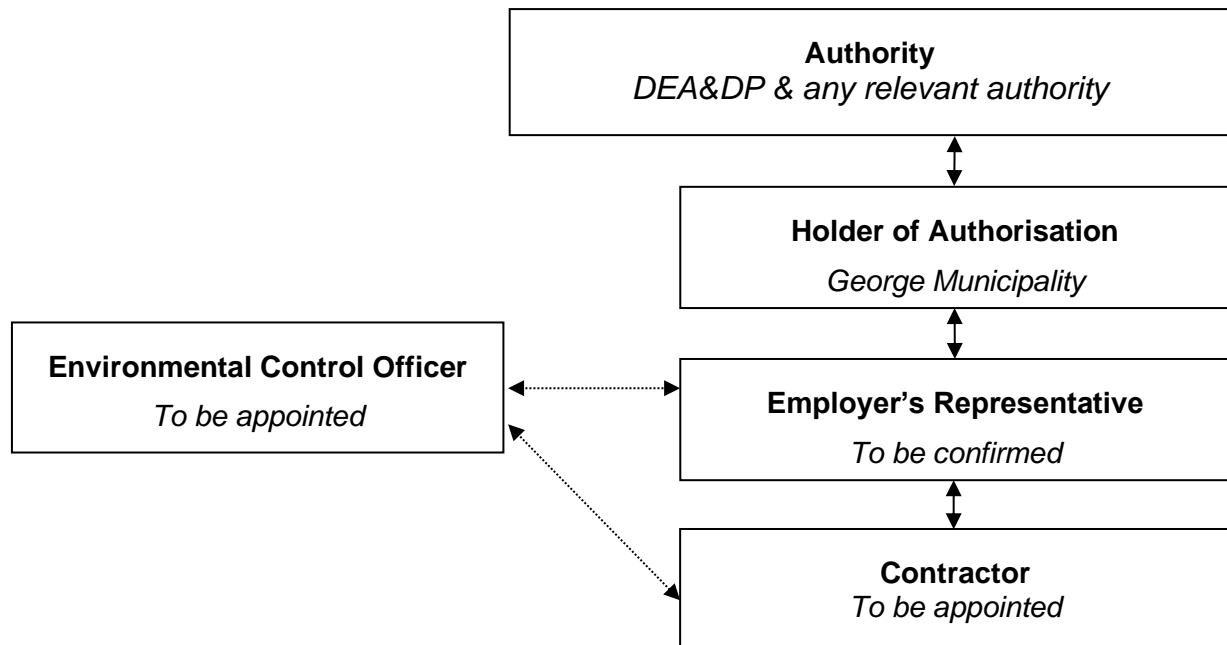 Authority
DEA&DP & any relevant authority
Holder of Authorisation
George Municipality
Environmental Control Officer
To be appointed
Employer's Representative
To be confirmed
Contractor
To be appointed